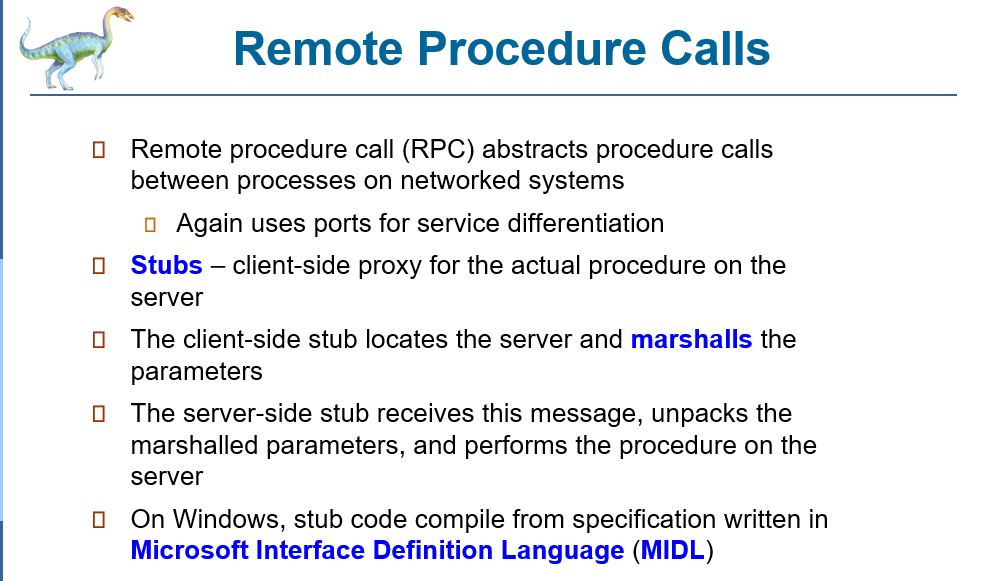 Remote Procedure Calls
Remote procedure call (RPC) abstracts procedure calls
between processes on networked systems
Again uses ports for service differentiation
Stubs – client-side proxy for the actual procedure on the
server
The client-side stub locates the server and marshalls the
parameters
The server-side stub receives this message, unpacks the
marshalled parameters, and performs the procedure on the
server
On Windows, stub code compile from specification written in
Microsoft Interface Definition Language (MIDL)